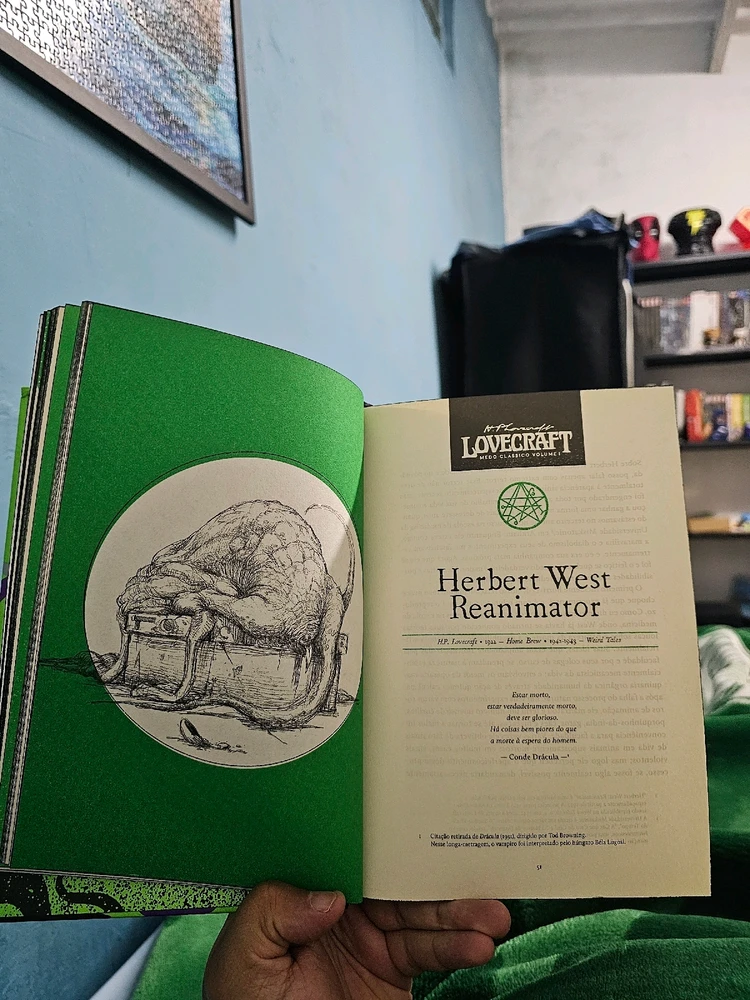 H.P. Lovecraft
LOVECRAFT
MEDO CLÁSSICO VOLUME I
Herbert West
Reanimator
H.P. Lovecraft • 1922 — Home Brew • 1942-1943 — Weird Tales
Estar morto,
estar verdadeiramente morto,
deve ser glorioso.
Há coisas bem piores do que
a morte à espera do homem.
— Conde Drácula —¹
1 Citação retirada de Drácula (1931), dirigido por Tod Browning.
Nesse longa-metragem, o vampiro foi interpretado pelo húngaro Béla Lugosi.
51